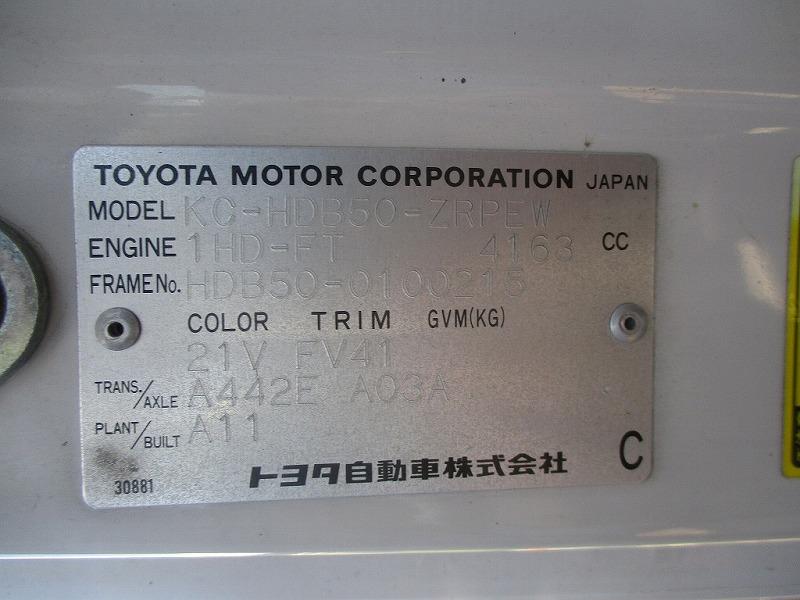 TOYOTA MOTOR CORPORATION JAPAN
MODEL KC-HDB50-ZRPEW
ENGINE 1HD-FT 4163 CC
FRAME No. HDB50-0100215
COLOR TRIM GVM(KG)
21V FV41
TRANS./AXLE A442E A03A
PLANT/BUILT A11
トヨタ自動車株式会社 C
30881